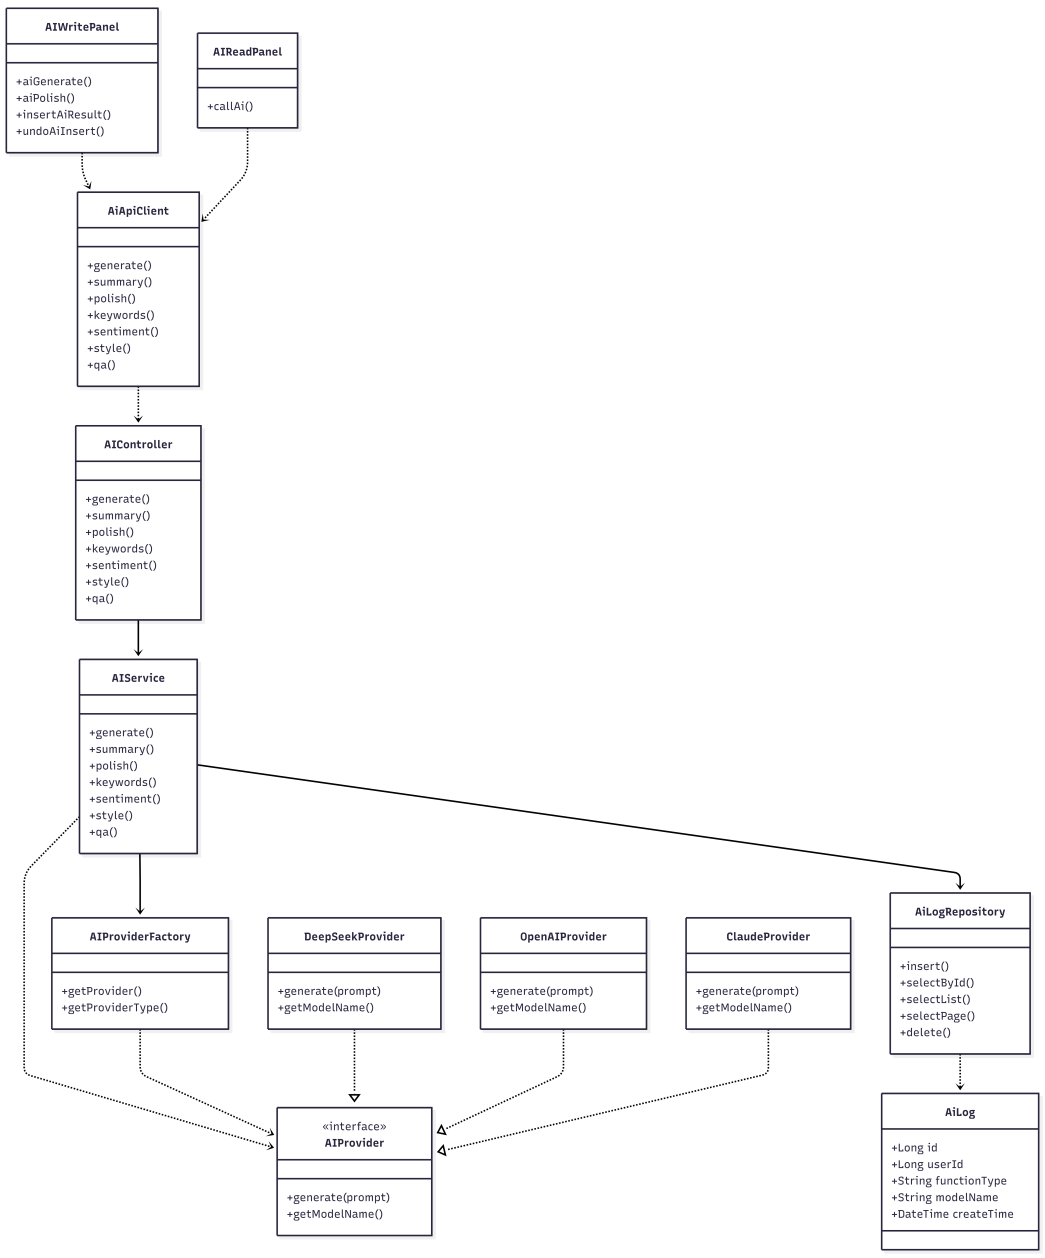 AIWritePanel
+aiGenerate()
+aiPolish()
+insertAiResult()
+undoAiInsert()
AIReadPanel
+callAi()
AiApiClient
+generate()
+summary()
+polish()
+keywords()
+sentiment()
+style()
+qa()
AIController
+generate()
+summary()
+polish()
+keywords()
+sentiment()
+style()
+qa()
AIService
+generate()
+summary()
+polish()
+keywords()
+sentiment()
+style()
+qa()
AIProviderFactory
+getProvider()
+getProviderType()
DeepSeekProvider
+generate(prompt)
+getModelName()
OpenAIProvider
+generate(prompt)
+getModelName()
ClaudeProvider
+generate(prompt)
+getModelName()
AiLogRepository
+insert()
+selectById()
+selectList()
+selectPage()
+delete()
«interface»
AIProvider
+generate(prompt)
+getModelName()
AiLog
+Long id
+Long userId
+String functionType
+String modelName
+DateTime createTime